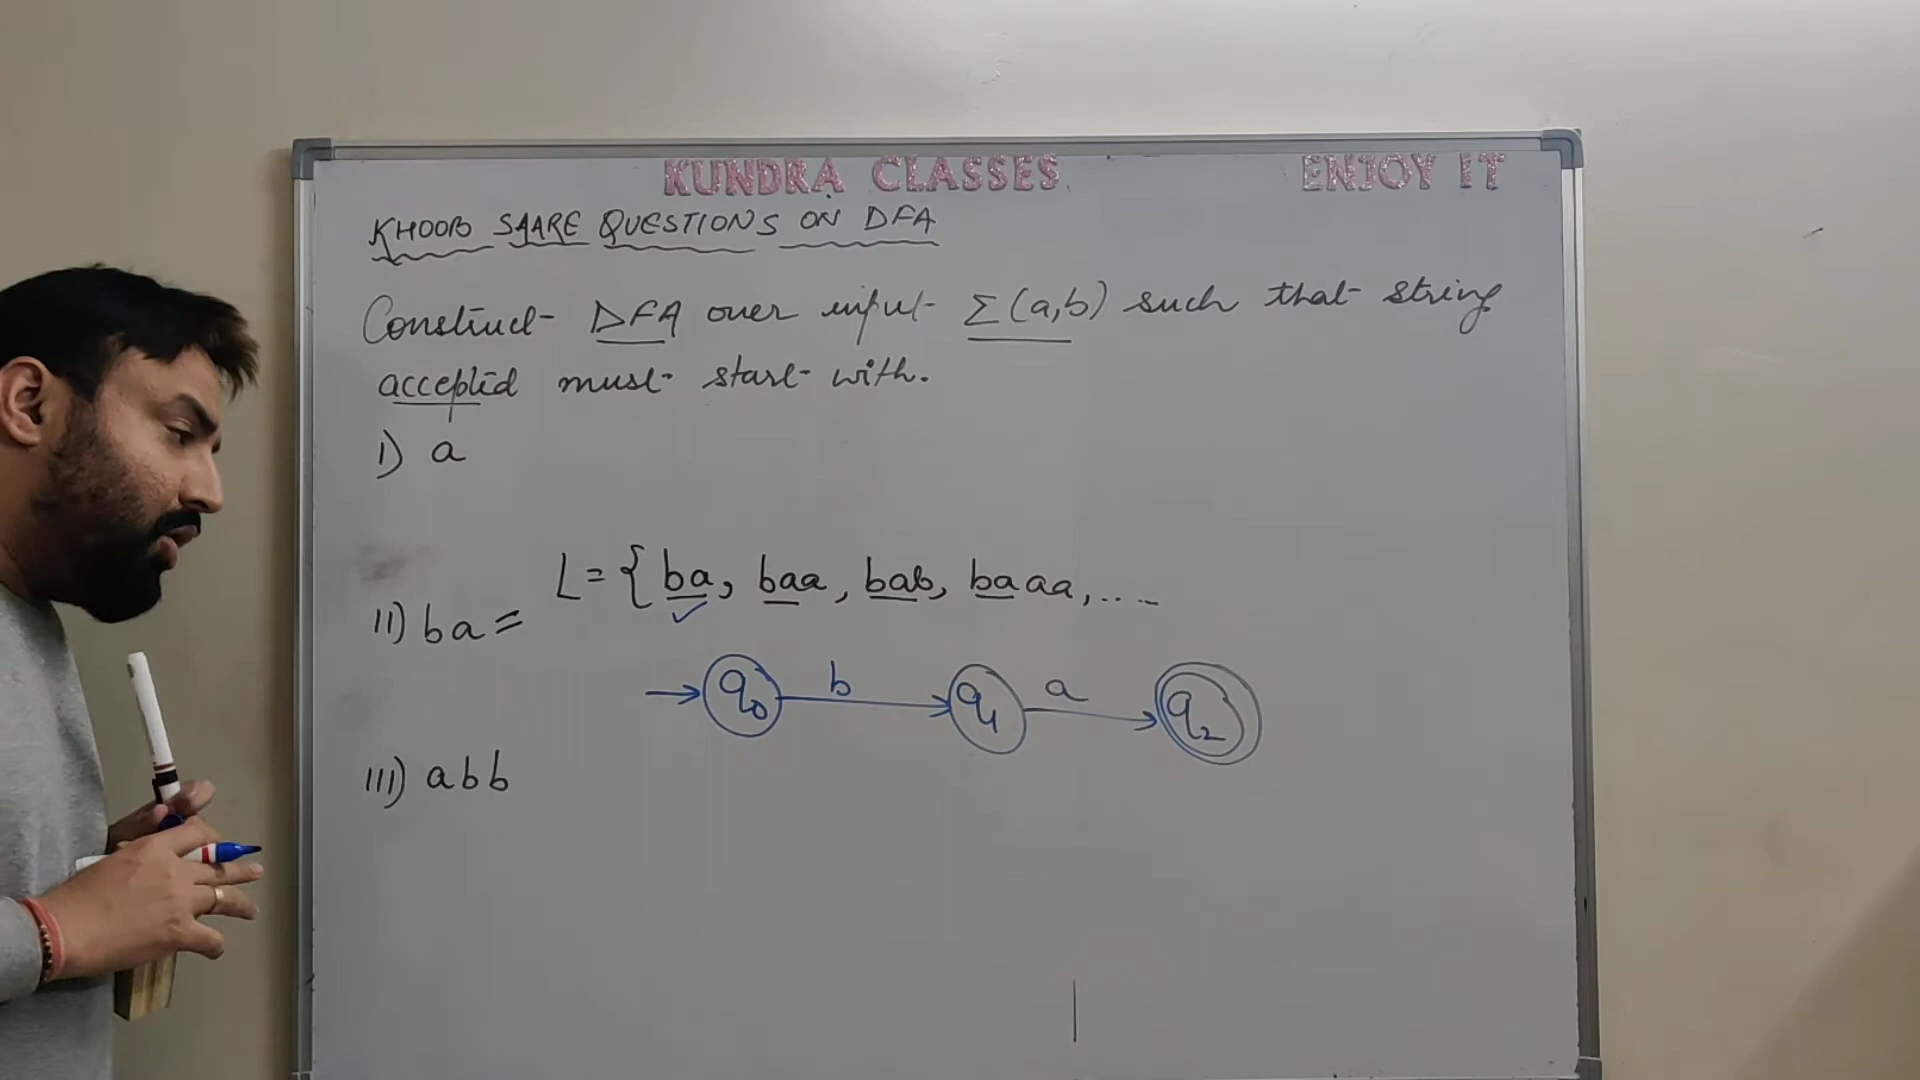 KUNDRA CLASSES ENJOY IT
KHOOB SAARE QUESTIONS ON DFA
Construct DFA over input Σ(a,b) such that string
accepted must start with.
I) a
L = { ba, baa, bab, baaa, ....
II) ba =
q0 b q1 a q2
III) abb